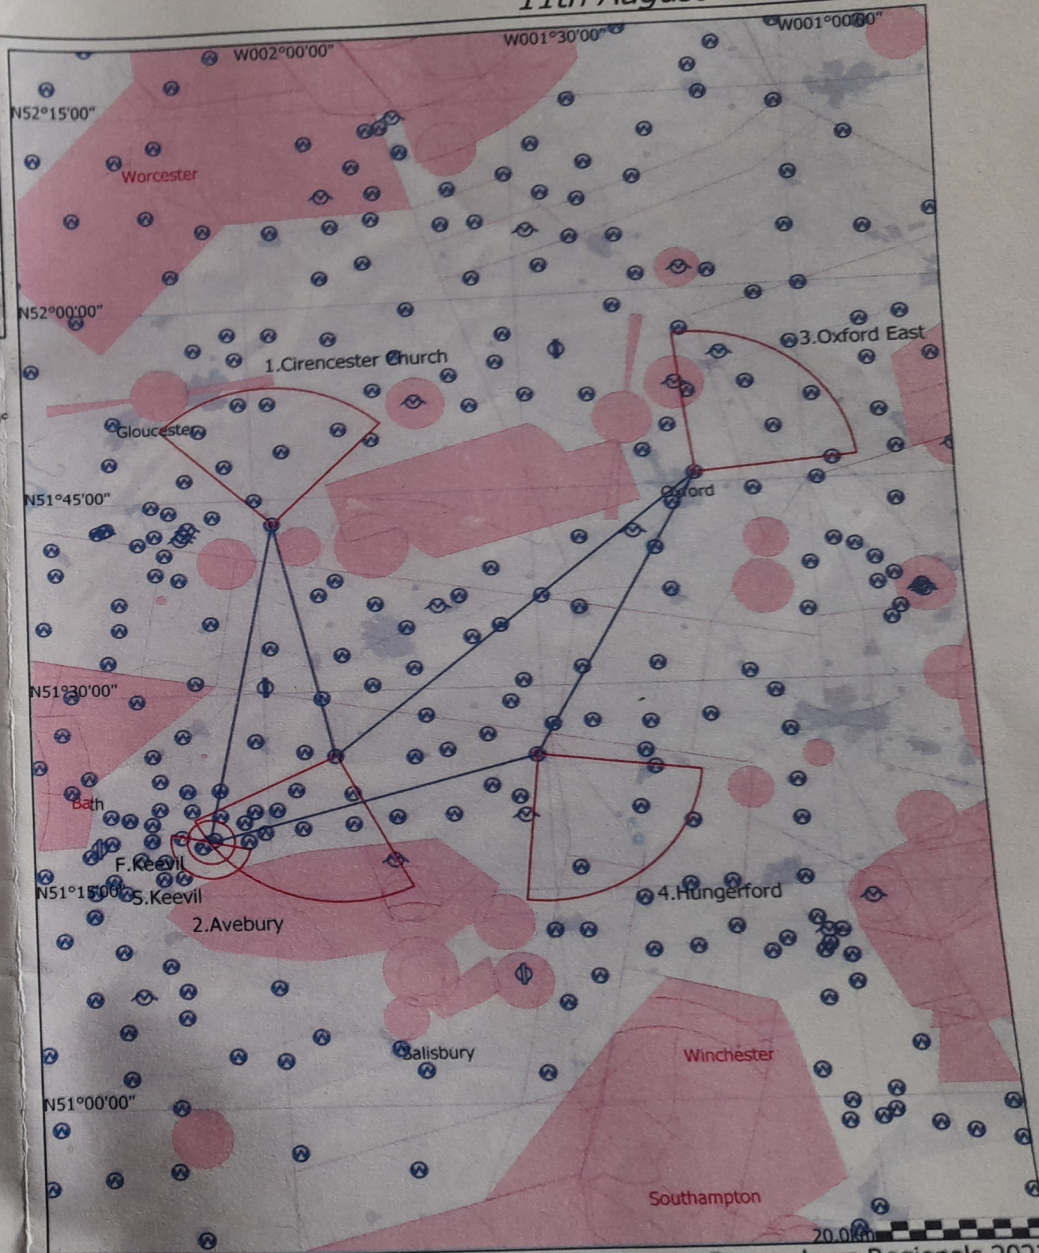 11th August
W002°00'00"
W001°30'00"
W001°00'00"
N52°15'00"
Worcester
N52°00'00"
3.Oxford East
1.Cirencester Church
Gloucester
N51°45'00"
Oxford
N51°30'00"
Bath
F.Keevil
N51°15'00"
S.Keevil
4.Hungerford
2.Avebury
Salisbury
Winchester
N51°00'00"
Southampton
20.0km